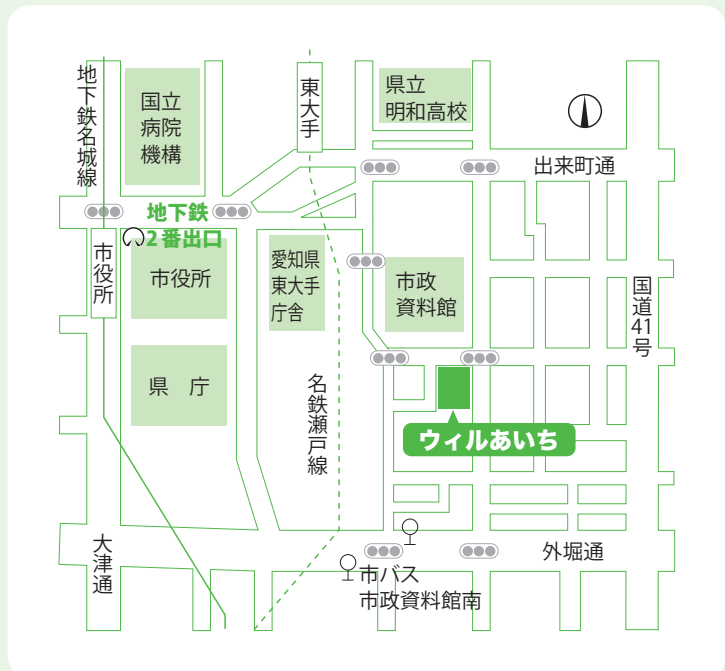 地下鉄名城線
国立
病院
機構
東大手
県立
明和高校
出来町通
地下鉄
2番出口
市役所
市役所
愛知県
東大手
庁舎
市政
資料館
国道41号
県 庁
名鉄瀬戸線
ウィルあいち
大津通
外堀通
市バス
市政資料館南